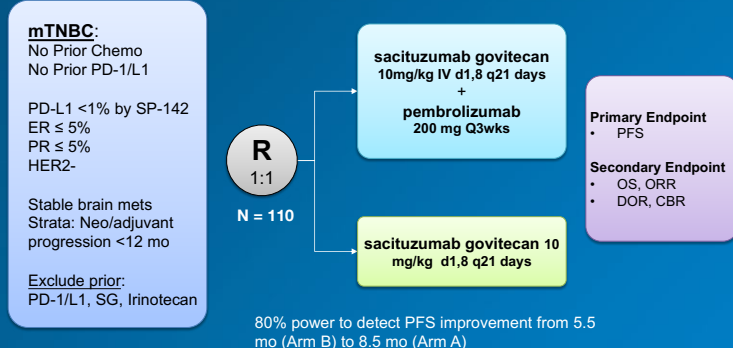 mTNBC:
No Prior Chemo
No Prior PD-1/L1
PD-L1 <1% by SP-142
ER ≤ 5%
PR ≤ 5%
HER2-
Stable brain mets
Strata: Neo/adjuvant
progression <12 mo
Exclude prior:
PD-1/L1, SG, Irinotecan
R
1:1
N = 110
sacituzumab govitecan
10mg/kg IV d1,8 q21 days
+
pembrolizumab
200 mg Q3wks
sacituzumab govitecan 10
mg/kg d1,8 q21 days
Primary Endpoint
• PFS
Secondary Endpoint
• OS, ORR
• DOR, CBR
80% power to detect PFS improvement from 5.5
mo (Arm B) to 8.5 mo (Arm A)